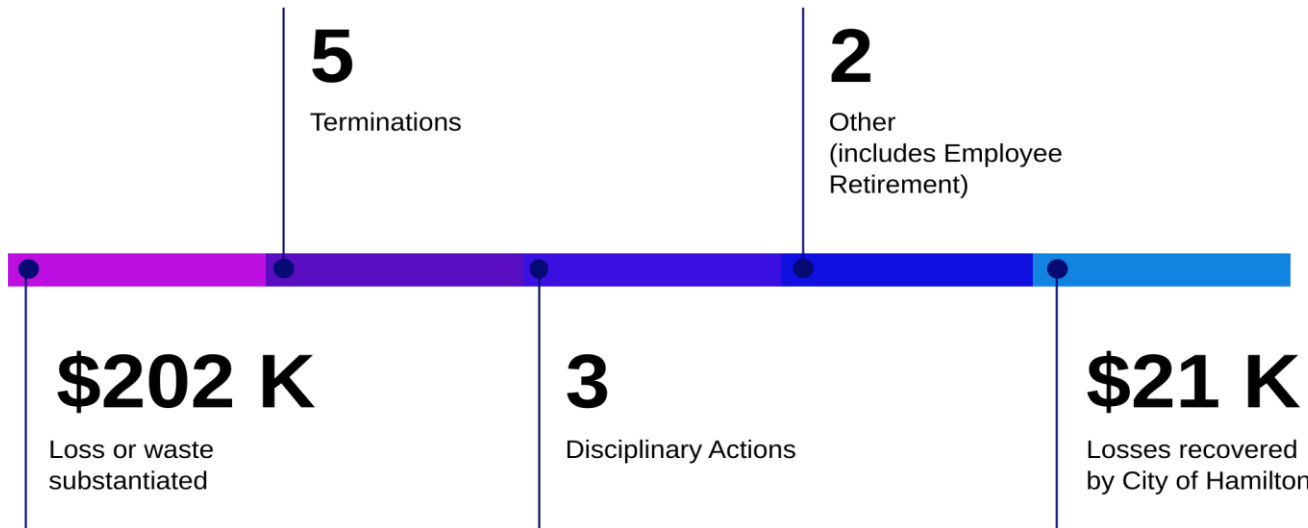 5
Terminations
2
Other
(includes Employee
Retirement)
$202 K
Loss or waste
substantiated
3
Disciplinary Actions
$21 K
Losses recovered
by City of Hamilton